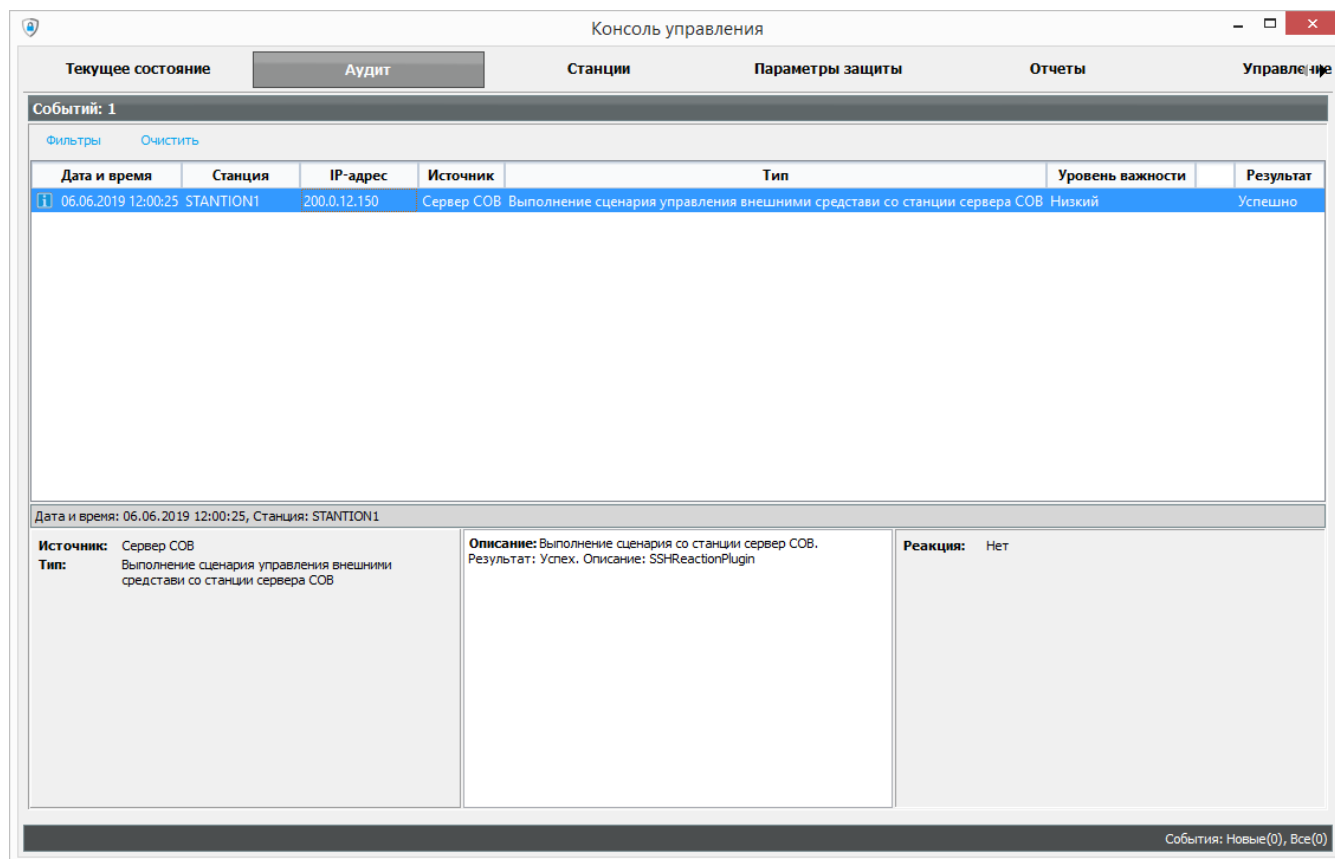 Консоль управления
Текущее состояние Аудит Станции Параметры защиты Отчеты Управление
Событий: 1
Фильтры Очистить
Дата и время Станция IP-адрес Источник Тип Уровень важности Результат
06.06.2019 12:00:25 STANTION1 200.0.12.150 Сервер СОВ Выполнение сценария управления внешними средстави со станции сервера СОВ Низкий Успешно
Дата и время: 06.06.2019 12:00:25, Станция: STANTION1
Источник: Сервер СОВ
Тип: Выполнение сценария управления внешними
средстави со станции сервера СОВ
Описание: Выполнение сценария со станции сервер СОВ.
Результат: Успех. Описание: SSHReactionPlugin
Реакция: Нет
События: Новые(0), Все(0)